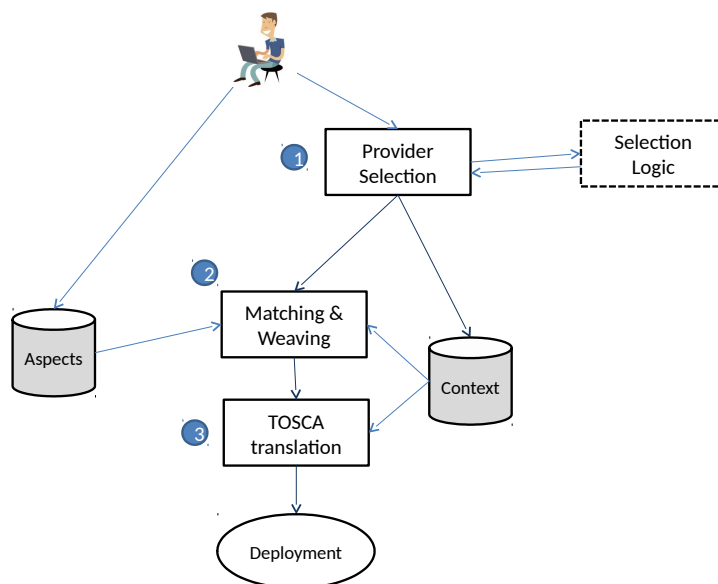 1
Provider
Selection
Selection
Logic
2
Matching &
Weaving
Aspects
Context
3
TOSCA
translation
Deployment